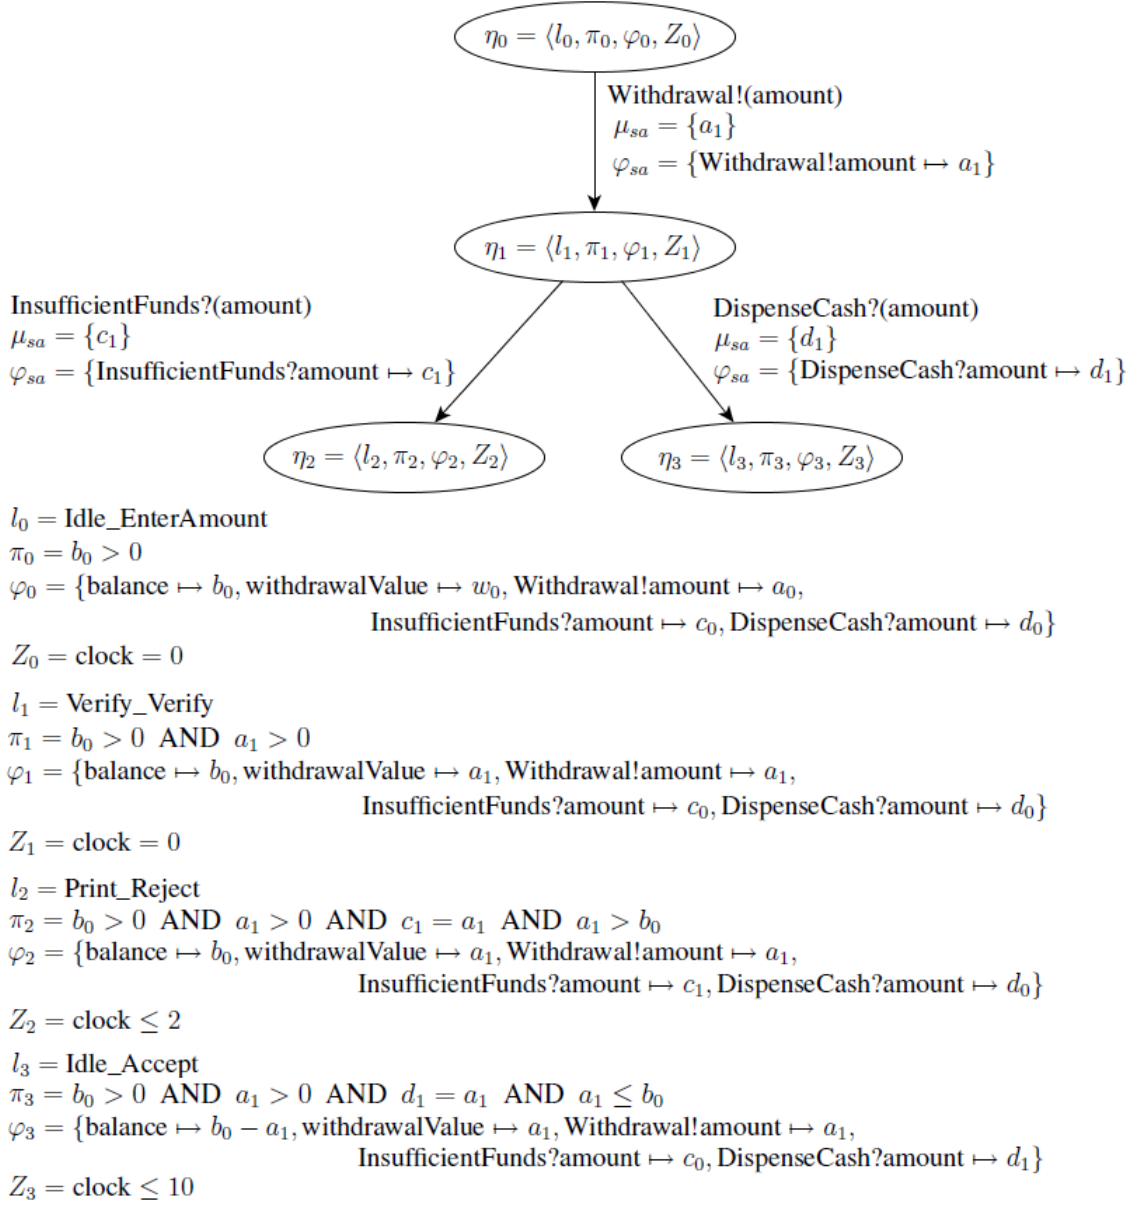 η₀ = ⟨l₀, π₀, φ₀, Z₀⟩
Withdrawal!(amount)
μₛₐ = {a₁}
φₛₐ = {Withdrawal!amount ↦ a₁}
η₁ = ⟨l₁, π₁, φ₁, Z₁⟩
InsufficientFunds?(amount)
μₛₐ = {c₁}
φₛₐ = {InsufficientFunds?amount ↦ c₁}
DispenseCash?(amount)
μₛₐ = {d₁}
φₛₐ = {DispenseCash?amount ↦ d₁}
η₂ = ⟨l₂, π₂, φ₂, Z₂⟩
η₃ = ⟨l₃, π₃, φ₃, Z₃⟩
l₀ = Idle_EnterAmount
π₀ = b₀ > 0
φ₀ = {balance ↦ b₀, withdrawalValue ↦ w₀, Withdrawal!amount ↦ a₀,
InsufficientFunds?amount ↦ c₀, DispenseCash?amount ↦ d₀}
Z₀ = clock = 0
l₁ = Verify_Verify
π₁ = b₀ > 0 AND a₁ > 0
φ₁ = {balance ↦ b₀, withdrawalValue ↦ a₁, Withdrawal!amount ↦ a₁,
InsufficientFunds?amount ↦ c₀, DispenseCash?amount ↦ d₀}
Z₁ = clock = 0
l₂ = Print_Reject
π₂ = b₀ > 0 AND a₁ > 0 AND c₁ = a₁ AND a₁ > b₀
φ₂ = {balance ↦ b₀, withdrawalValue ↦ a₁, Withdrawal!amount ↦ a₁,
InsufficientFunds?amount ↦ c₁, DispenseCash?amount ↦ d₀}
Z₂ = clock ≤ 2
l₃ = Idle_Accept
π₃ = b₀ > 0 AND a₁ > 0 AND d₁ = a₁ AND a₁ ≤ b₀
φ₃ = {balance ↦ b₀ − a₁, withdrawalValue ↦ a₁, Withdrawal!amount ↦ a₁,
InsufficientFunds?amount ↦ c₀, DispenseCash?amount ↦ d₁}
Z₃ = clock ≤ 10